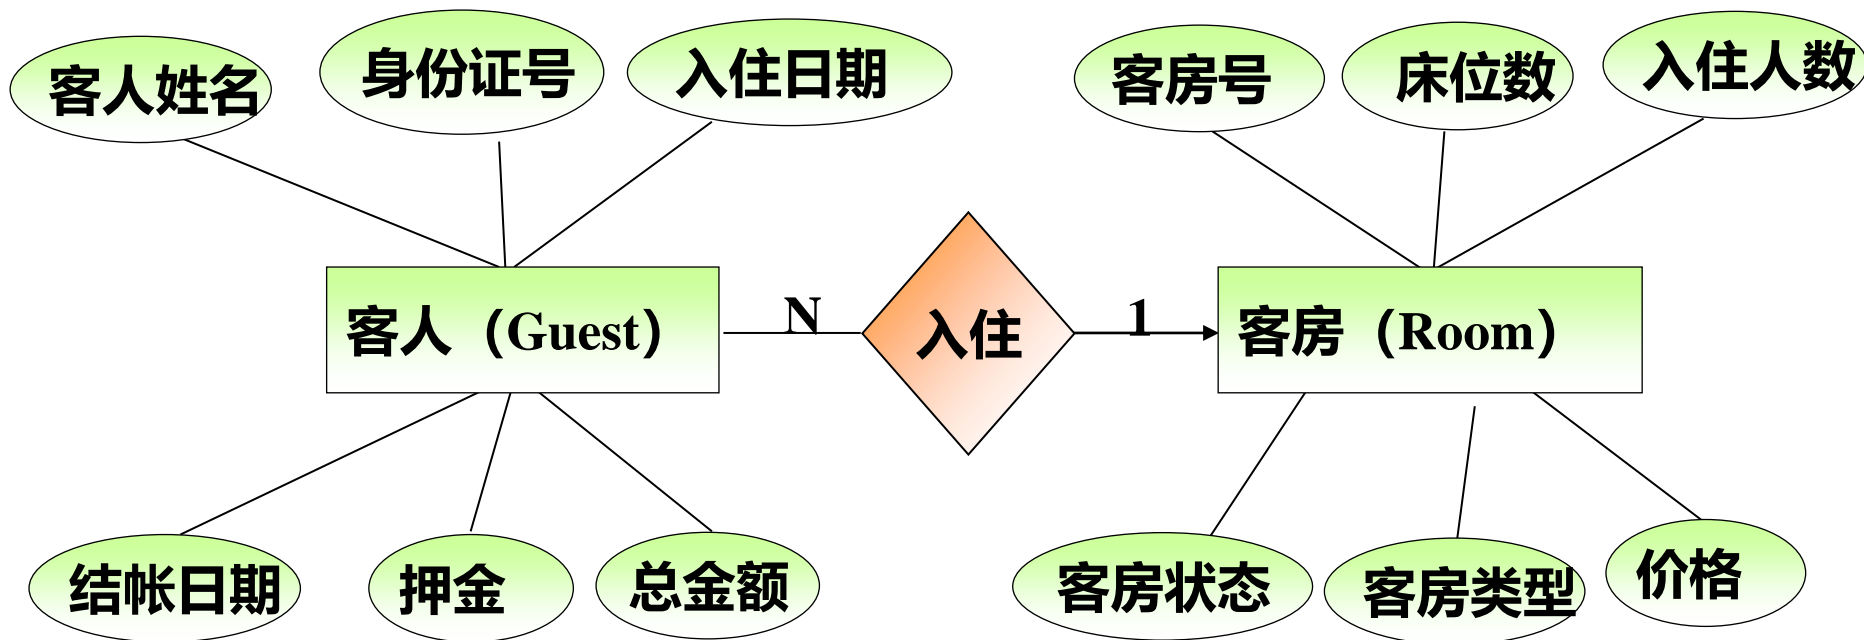 客人姓名
身份证号
入住日期
客房号
床位数
入住人数
客人（Guest）
N
入住
1
客房（Room）
结帐日期
押金
总金额
客房状态
客房类型
价格